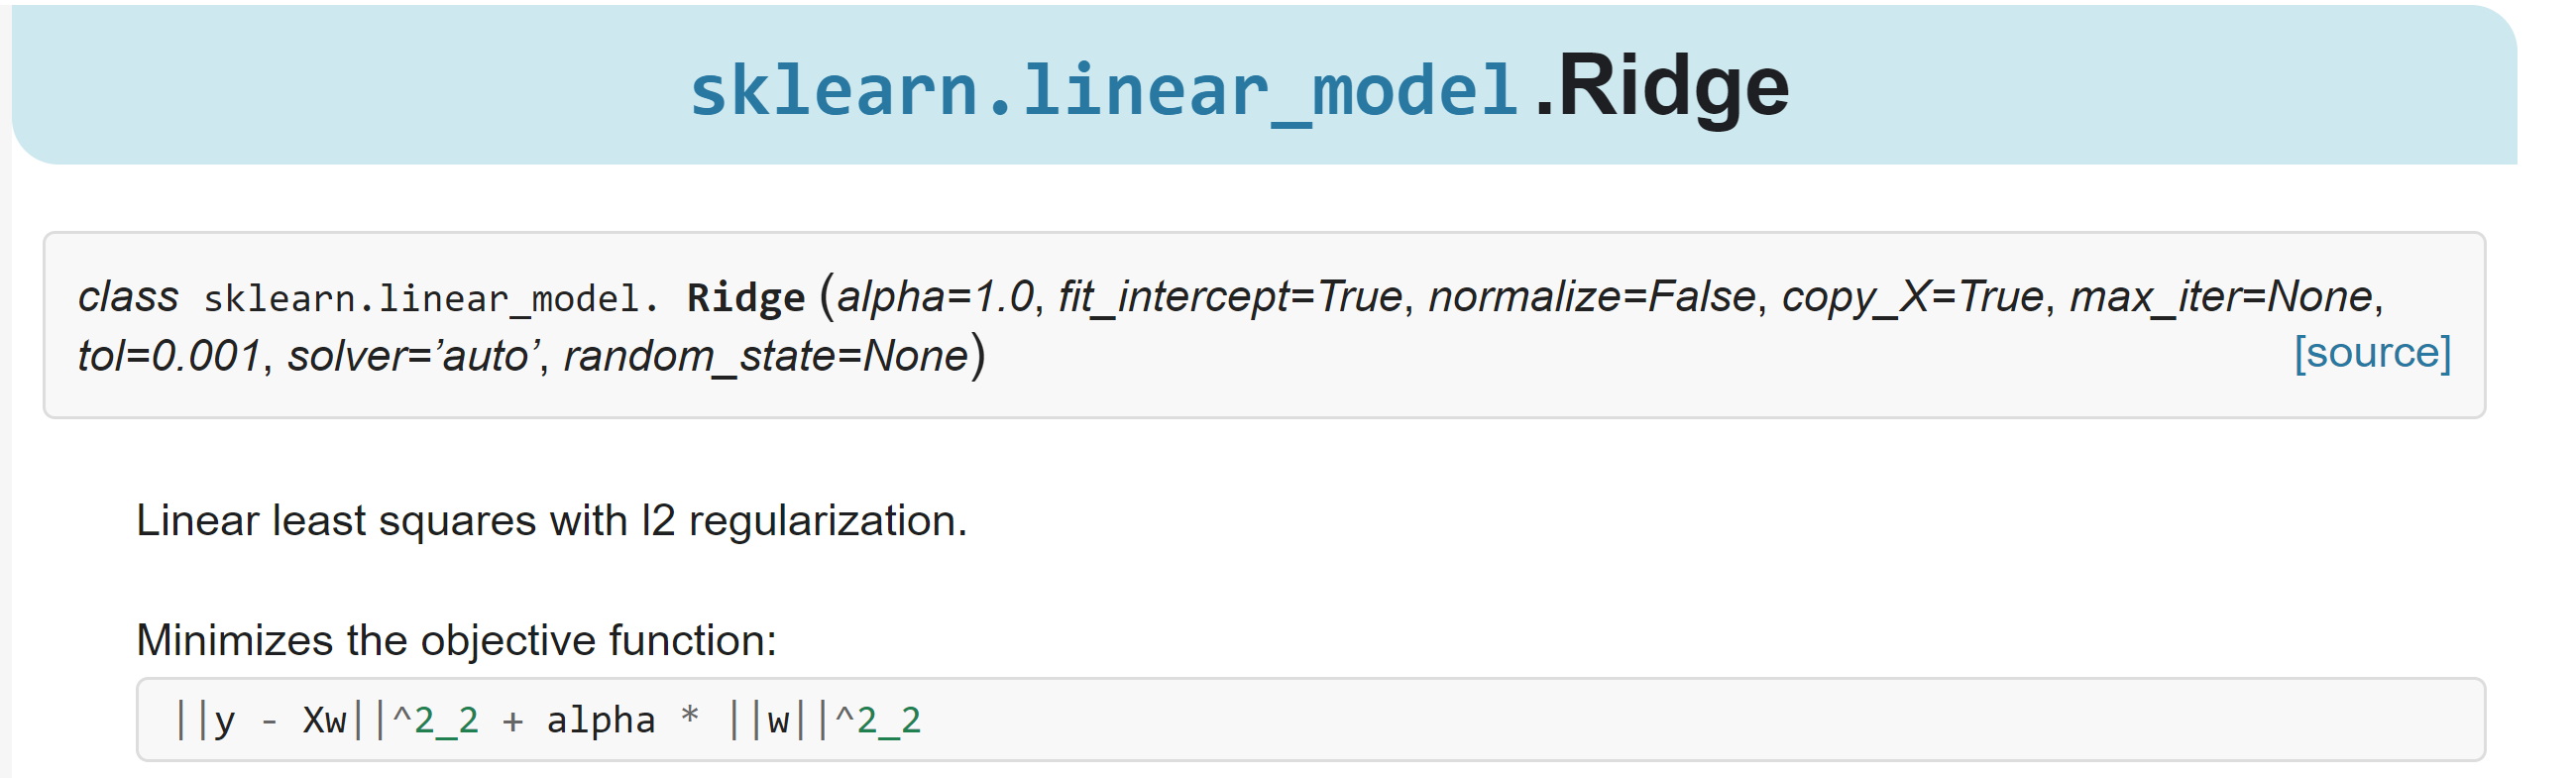 sklearn.linear_model.Ridge
class sklearn.linear_model. Ridge (alpha=1.0, fit_intercept=True, normalize=False, copy_X=True, max_iter=None,
tol=0.001, solver=’auto’, random_state=None) [source]
Linear least squares with l2 regularization.
Minimizes the objective function:
||y - Xw||^2_2 + alpha * ||w||^2_2